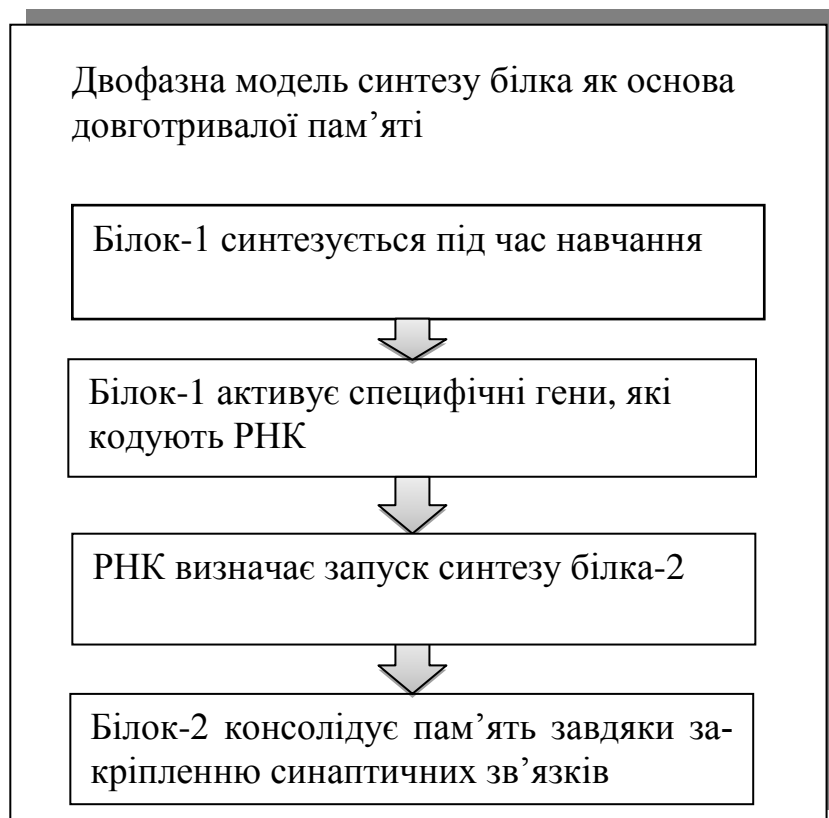 Двофазна модель синтезу білка як основа
довготривалої пам’яті
Білок-1 синтезується під час навчання
Білок-1 активує специфічні гени, які
кодують РНК
РНК визначає запуск синтезу білка-2
Білок-2 консолідує пам’ять завдяки за-
кріпленню синаптичних зв’язків